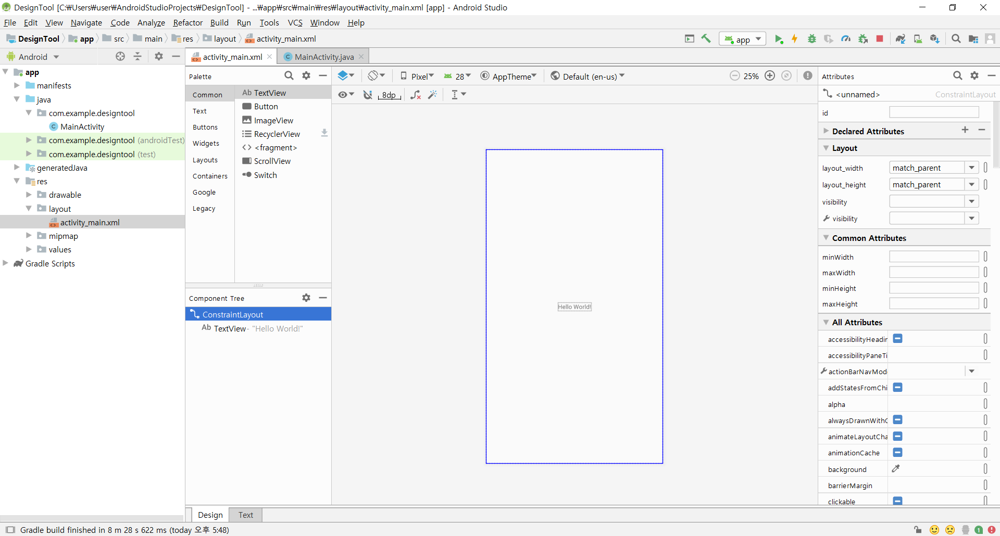 DesignTool [C:₩Users₩user₩AndroidStudioProjects₩DesignTool] - ...₩app₩src₩main₩res₩layout₩activity_main.xml [app] - Android Studio
File Edit View Navigate Code Analyze Refactor Build Run Tools VCS Window Help
DesignTool app src main res layout activity_main.xml
app
Android
activity_main.xml
MainActivity.java
app
manifests
java
com.example.designtool
MainActivity
com.example.designtool (androidTest)
com.example.designtool (test)
generatedJava
res
drawable
layout
activity_main.xml
mipmap
values
Gradle Scripts
Palette
Common
Text
Buttons
Widgets
Layouts
Containers
Google
Legacy
Ab TextView
Button
ImageView
RecyclerView
<fragment>
ScrollView
Switch
Component Tree
ConstraintLayout
Ab TextView- "Hello World!"
Pixel 28 AppTheme Default (en-us) 25%
8dp
Hello World!
Attributes
<unnamed> ConstraintLayout
id
Declared Attributes
Layout
layout_width match_parent
layout_height match_parent
visibility
visibility
Common Attributes
minWidth
maxWidth
minHeight
maxHeight
All Attributes
accessibilityHeadin
accessibilityPaneTi
actionBarNavMod
addStatesFromChi
alpha
alwaysDrawnWithC
animateLayoutCha
animationCache
background
barrierMargin
clickable
Design Text
Gradle build finished in 8 m 28 s 622 ms (today 오후 5:48)
1